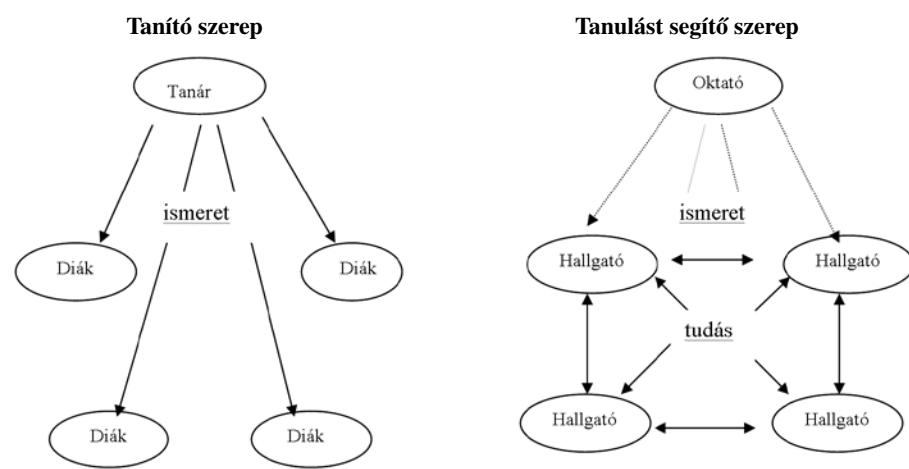 Tanító szerep
Tanár
ismeret
Diák
Diák
Diák
Diák
Tanulást segítő szerep
Oktató
ismeret
Hallgató
Hallgató
tudás
Hallgató
Hallgató